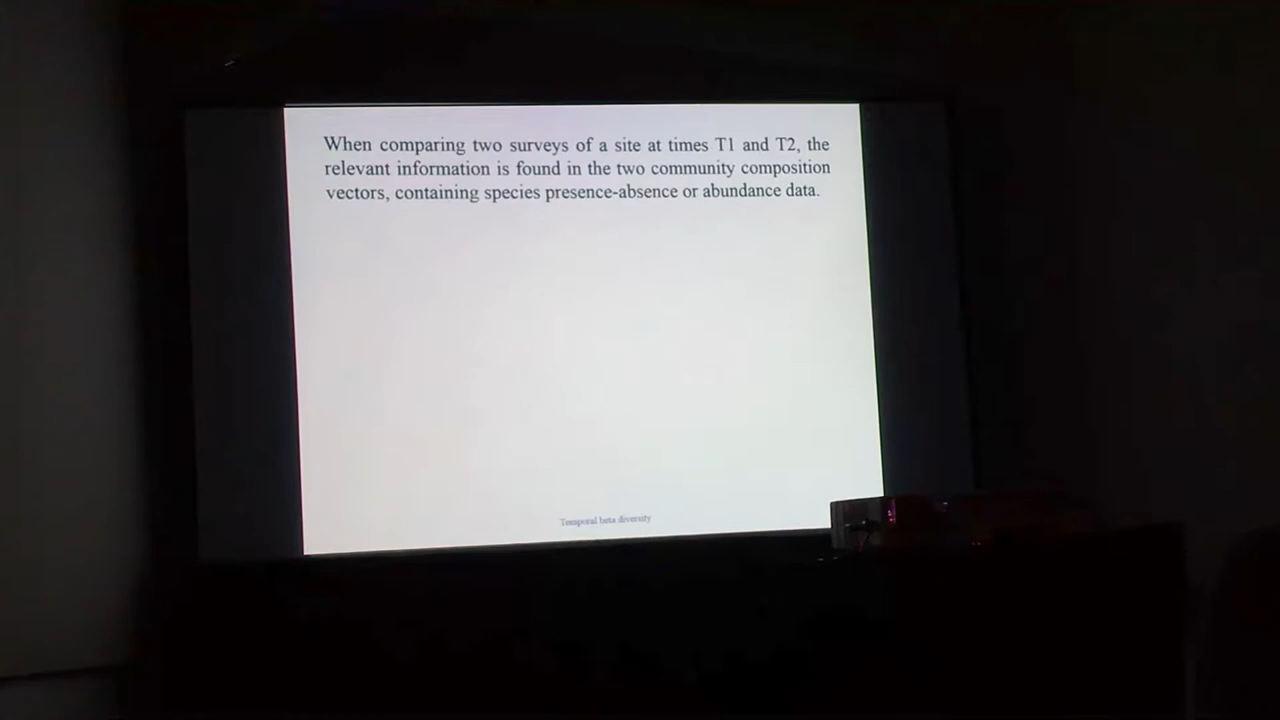 When comparing two surveys of a site at times T1 and T2, the
relevant information is found in the two community composition
vectors, containing species presence-absence or abundance data.
Temporal beta diversity